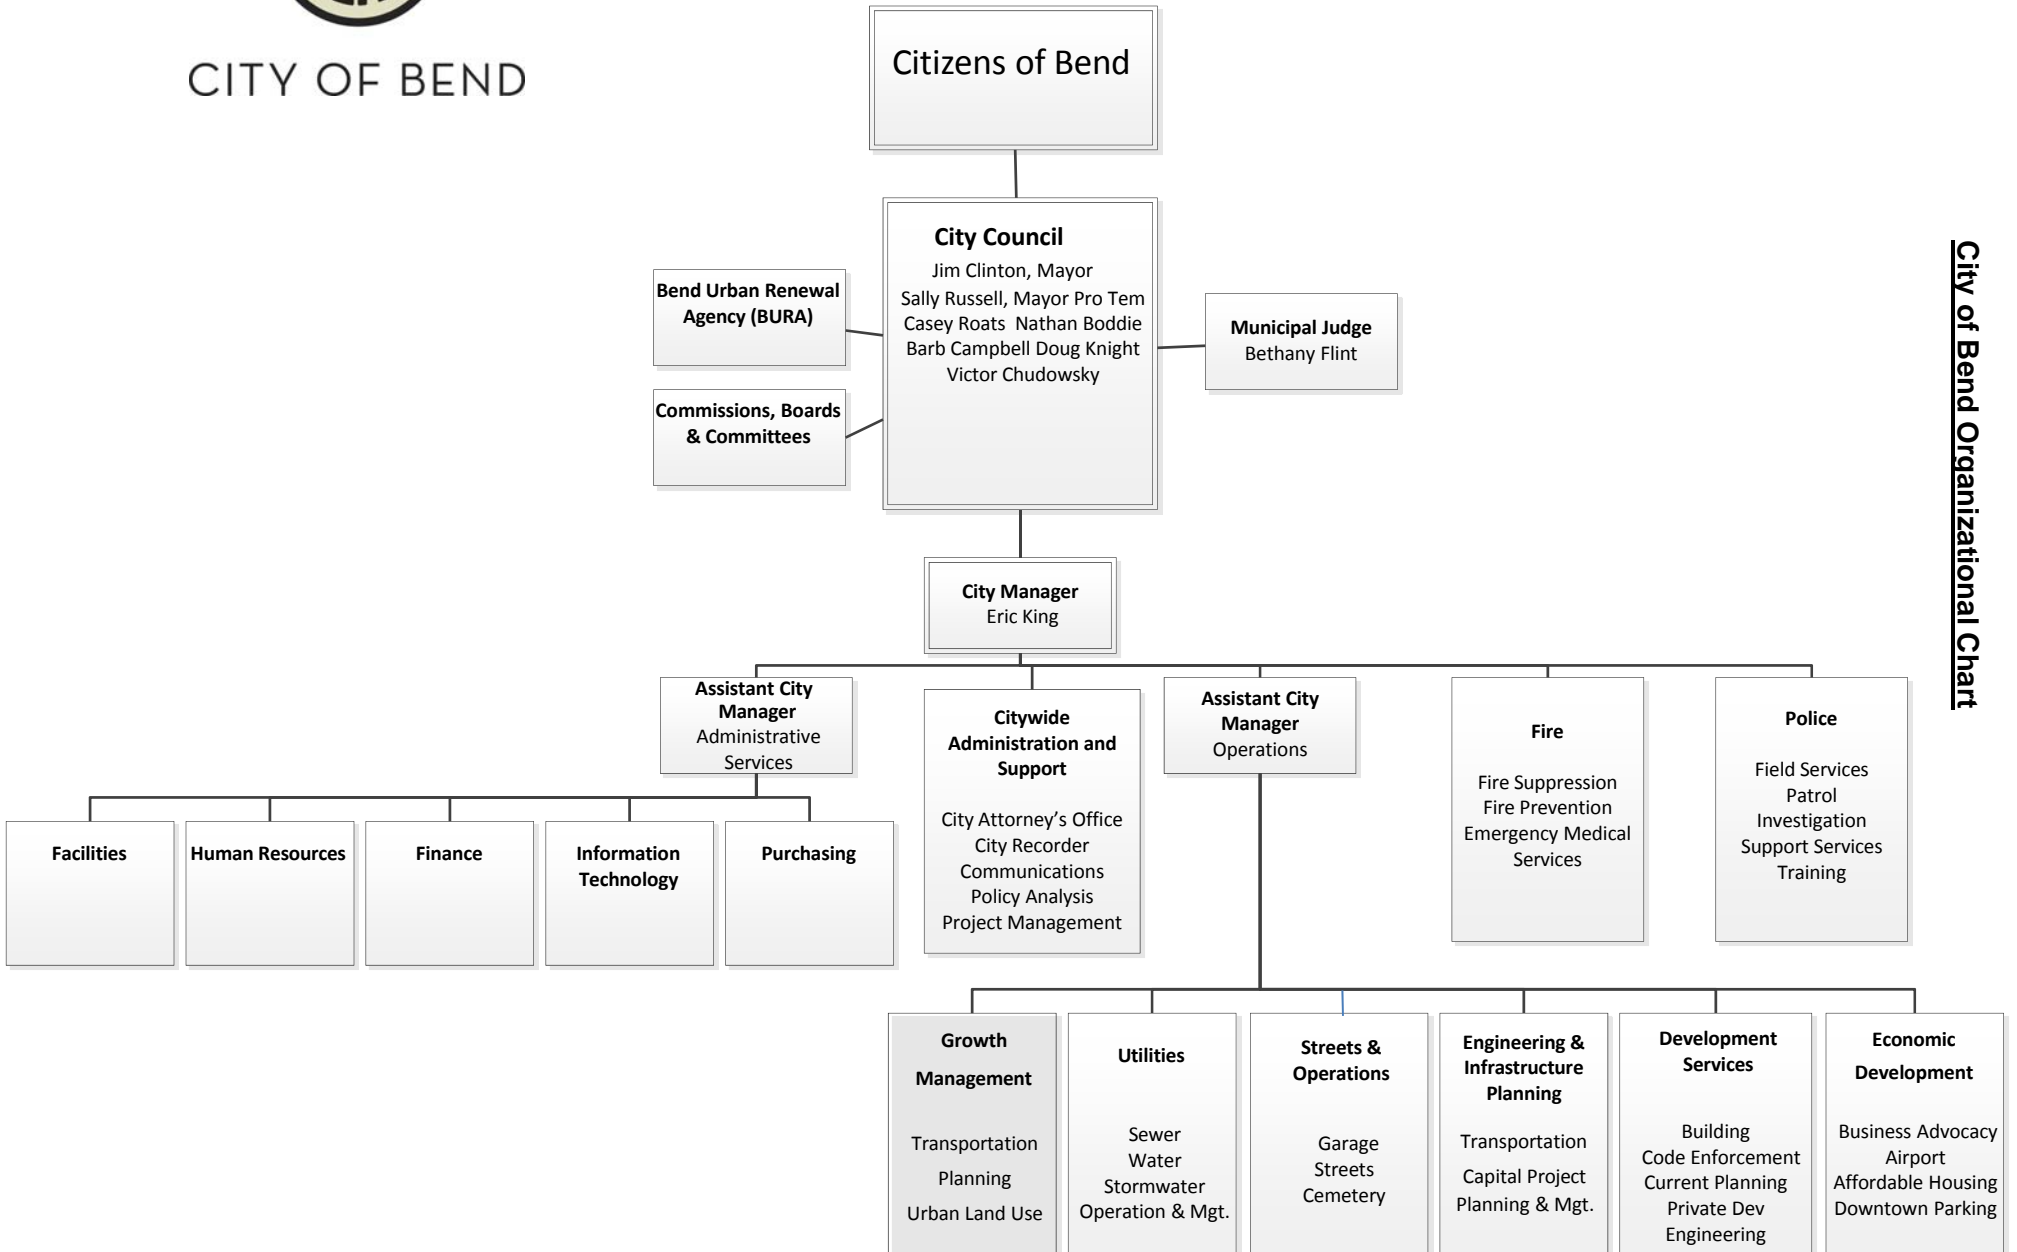 CITY OF BEND
Citizens of Bend
City Council
Jim Clinton, Mayor
Sally Russell, Mayor Pro Tem
Casey Roats  Nathan Boddie
Barb Campbell Doug Knight
Victor Chudowsky
Bend Urban Renewal
Agency (BURA)
Commissions, Boards
& Committees
Municipal Judge
Bethany Flint
City of Bend Organizational Chart
City Manager
Eric King
Assistant City
Manager
Administrative
Services
Citywide
Administration and
Support
City Attorney’s Office
City Recorder
Communications
Policy Analysis
Project Management
Assistant City
Manager
Operations
Fire
Fire Suppression
Fire Prevention
Emergency Medical
Services
Police
Field Services
Patrol
Investigation
Support Services
Training
Facilities
Human Resources
Finance
Information
Technology
Purchasing
Growth
Management
Transportation
Planning
Urban Land Use
Utilities
Sewer
Water
Stormwater
Operation & Mgt.
Streets &
Operations
Garage
Streets
Cemetery
Engineering &
Infrastructure
Planning
Transportation
Capital Project
Planning & Mgt.
Development
Services
Building
Code Enforcement
Current Planning
Private Dev
Engineering
Economic
Development
Business Advocacy
Airport
Affordable Housing
Downtown Parking